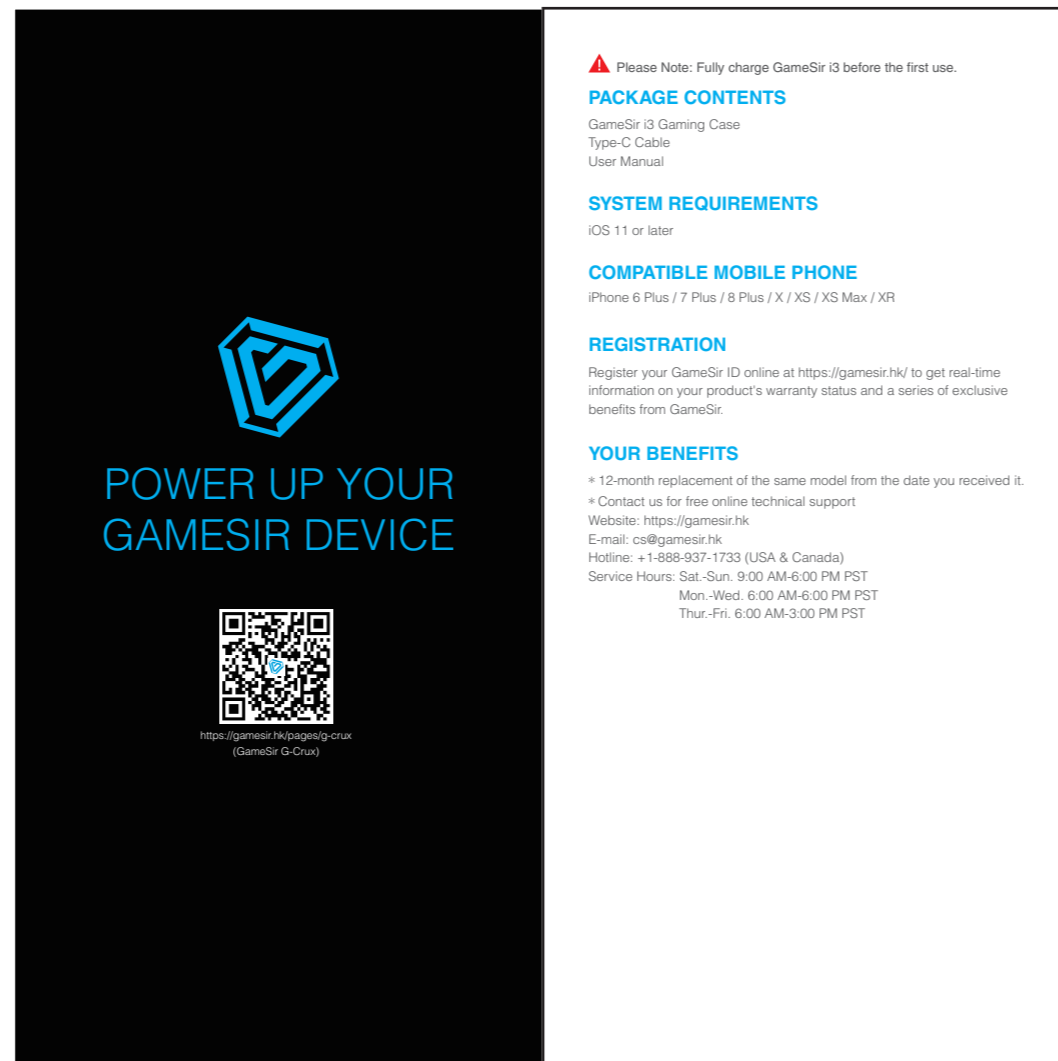 POWER UP YOUR
GAMESIR DEVICE
https://gamesir.hk/pages/g-crux
(GameSir G-Crux)
Please Note: Fully charge GameSir i3 before the first use.
PACKAGE CONTENTS
GameSir i3 Gaming Case
Type-C Cable
User Manual
SYSTEM REQUIREMENTS
iOS 11 or later
COMPATIBLE MOBILE PHONE
iPhone 6 Plus / 7 Plus / 8 Plus / X / XS / XS Max / XR
REGISTRATION
Register your GameSir ID online at https://gamesir.hk/ to get real-time
information on your product's warranty status and a series of exclusive
benefits from GameSir.
YOUR BENEFITS
* 12-month replacement of the same model from the date you received it.
* Contact us for free online technical support
Website: https://gamesir.hk
E-mail: cs@gamesir.hk
Hotline: +1-888-937-1733 (USA & Canada)
Service Hours: Sat.-Sun. 9:00 AM-6:00 PM PST
Mon.-Wed. 6:00 AM-6:00 PM PST
Thur.-Fri. 6:00 AM-3:00 PM PST